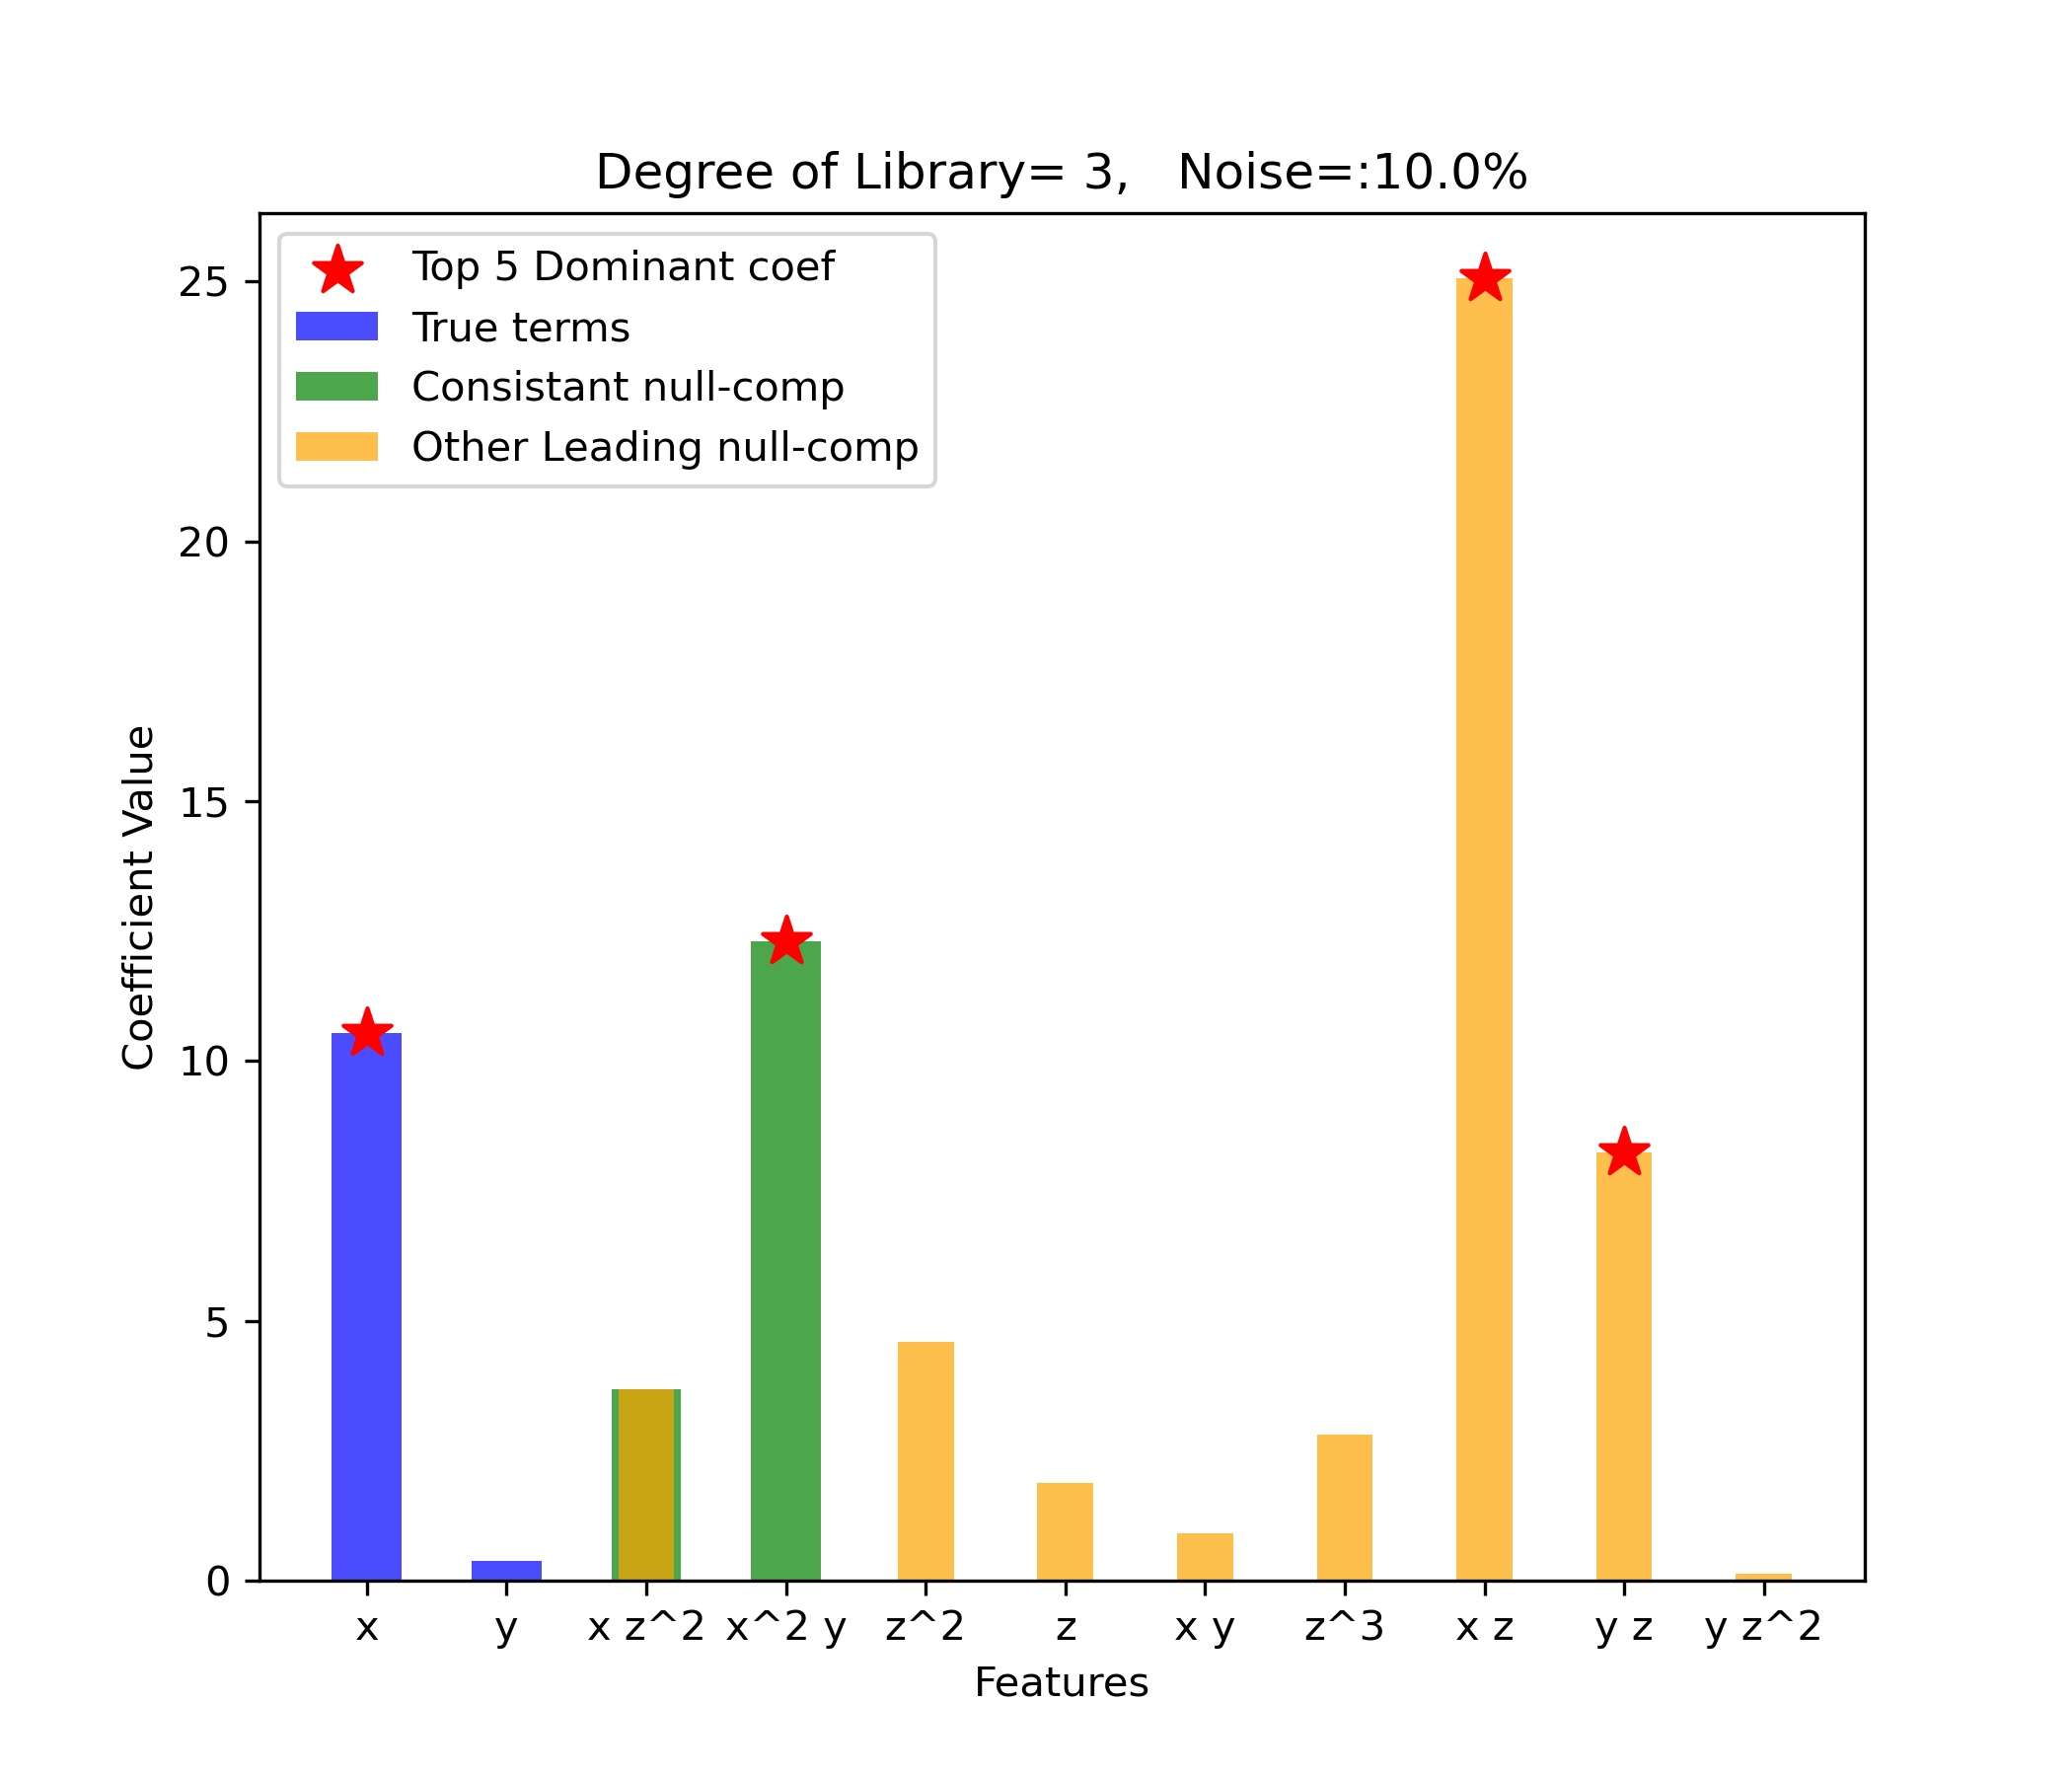 Degree of Library= 3,   Noise=:10.0%
Top 5 Dominant coef
True terms
Consistant null-comp
Other Leading null-comp
25
20
15
10
5
0
Coefficient Value
x y x z^2 x^2 y z^2 z x y z^3 x z y z y z^2
Features